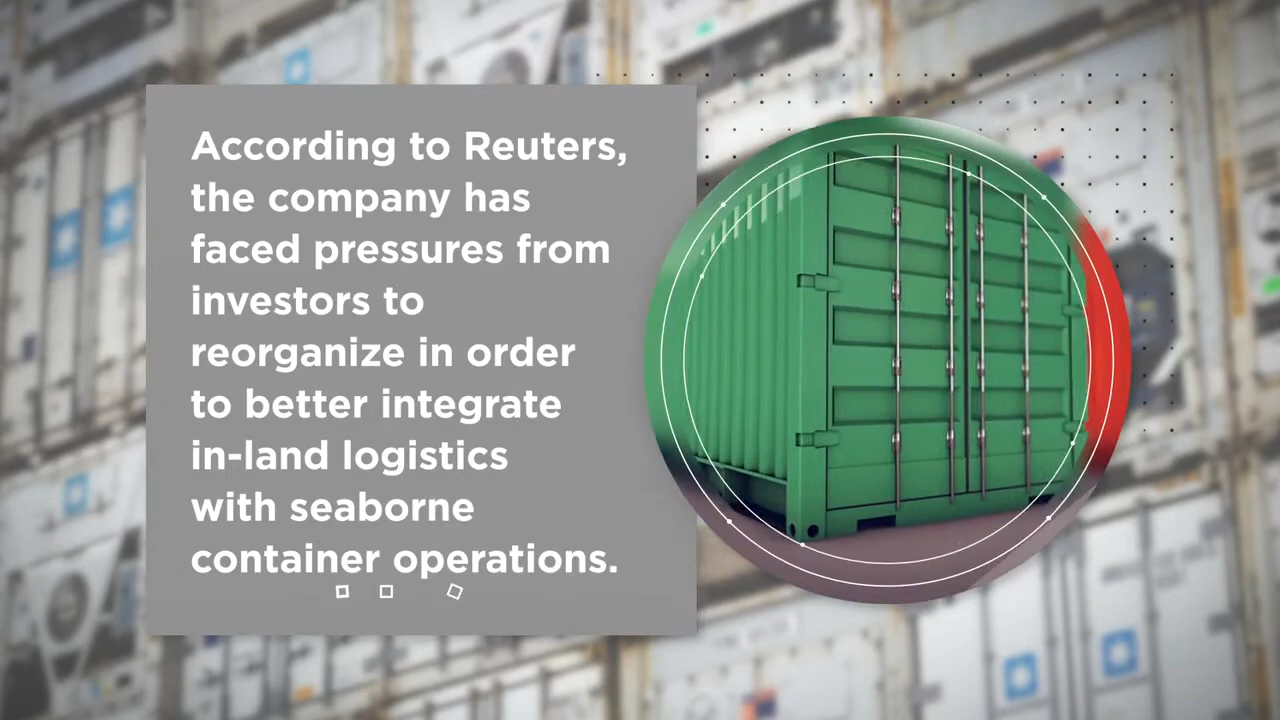 According to Reuters,
the company has
faced pressures from
investors to
reorganize in order
to better integrate
in-land logistics
with seaborne
container operations.